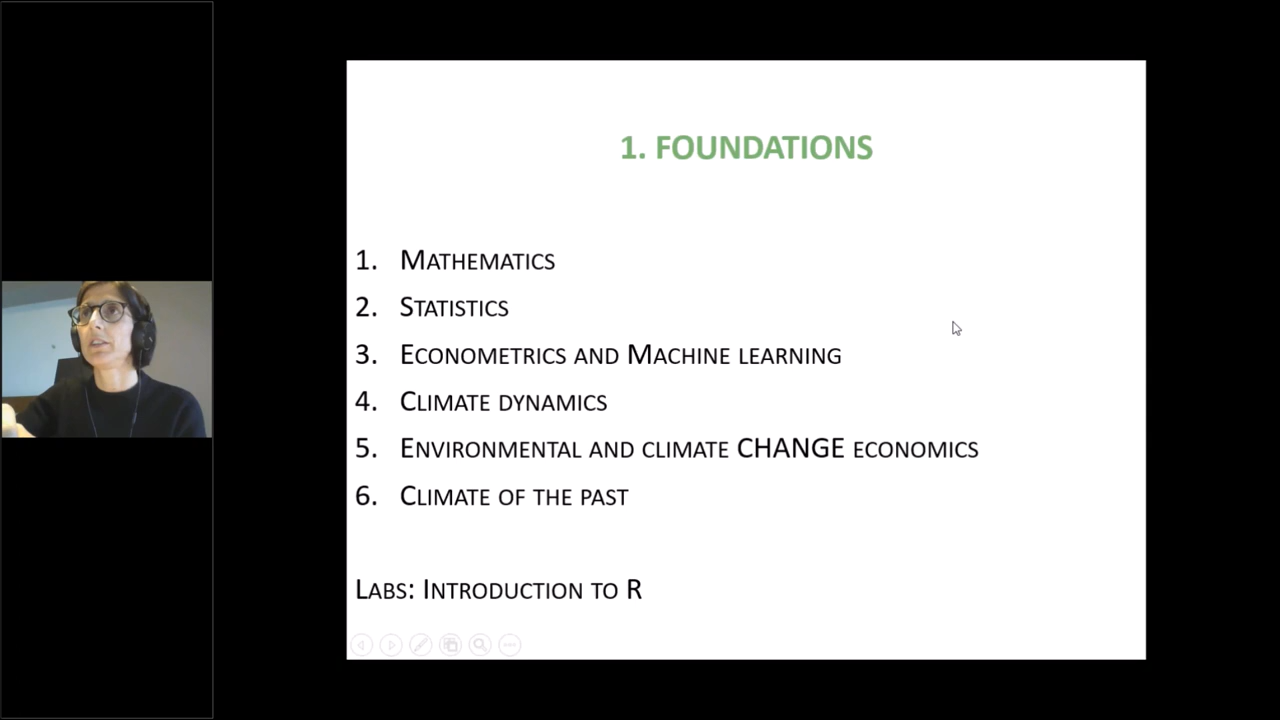 1. FOUNDATIONS
1. Mathematics
2. Statistics
3. Econometrics and Machine learning
4. Climate dynamics
5. Environmental and climate CHANGE economics
6. Climate of the past
Labs: Introduction to R